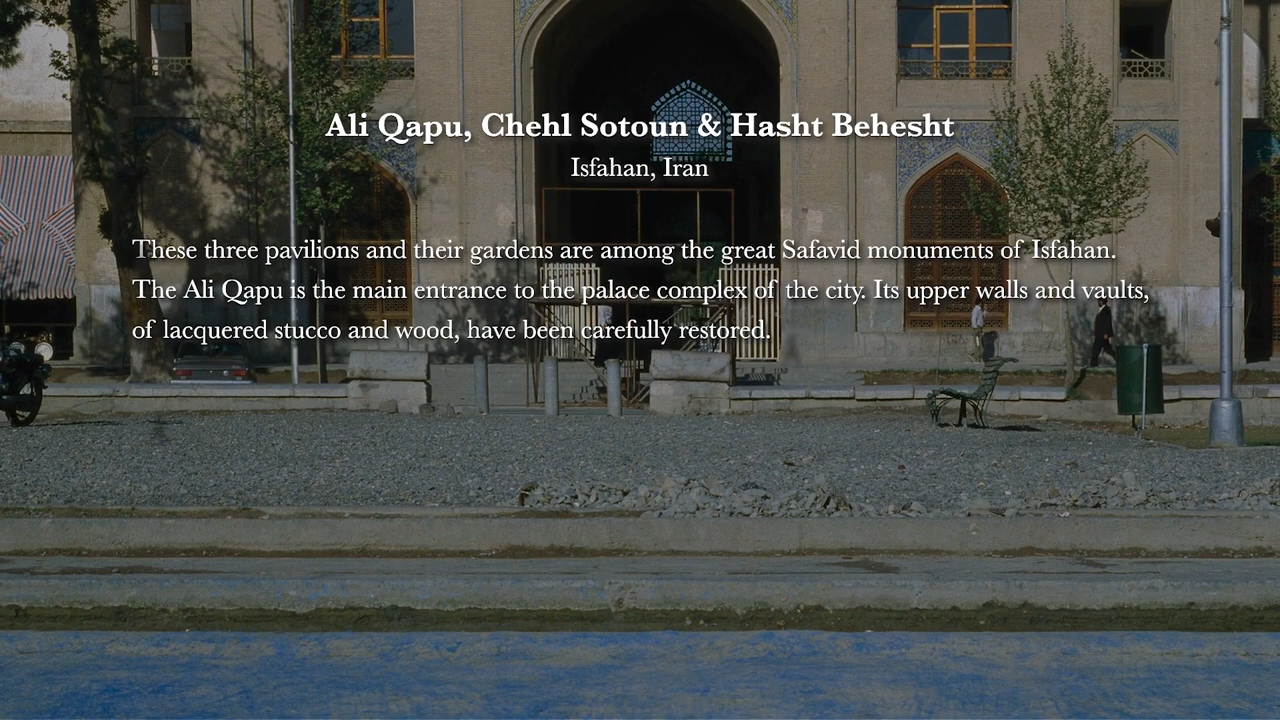 Ali Qapu, Chehl Sotoun & Hasht Behesht
Isfahan, Iran
These three pavilions and their gardens are among the great Safavid monuments of Isfahan.
The Ali Qapu is the main entrance to the palace complex of the city. Its upper walls and vaults,
of lacquered stucco and wood, have been carefully restored.